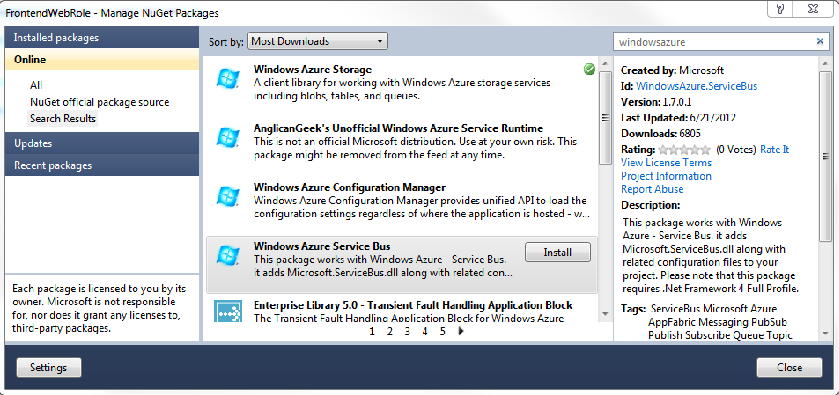 FrontendWebRole - Manage NuGet Packages
Installed packages
Online
All
NuGet official package source
Search Results
Updates
Recent packages
Each package is licensed to you by its
owner. Microsoft is not responsible
for, nor does it grant any licenses to,
third-party packages.
Sort by: Most Downloads
Windows Azure Storage
A client library for working with Windows Azure storage services
including blobs, tables, and queues.
AnglicanGeek's Unofficial Windows Azure Service Runtime
This is not an official Microsoft distribution. Use at your own risk. This
package might be removed from the feed at any time.
Windows Azure Configuration Manager
Windows Azure Configuration Manager provides unified API to load the
configuration settings regardless of where the application is hosted - w...
Windows Azure Service Bus
This package works with Windows Azure - Service Bus. it adds Microsoft.ServiceBus.dll along with related con...
Install
Enterprise Library 5.0 - Transient Fault Handling Application Block
The Transient Fault Handling Application Block for Windows Azure
1 2 3 4 5
windowsazure
Created by: Microsoft
Id: WindowsAzure.ServiceBus
Version: 1.7.0.1
Last Updated: 6/21/2012
Downloads: 6805
Rating: (0 Votes) Rate It
View License Terms
Project Information
Report Abuse
Description:
This package works with Windows
Azure - Service Bus. it adds
Microsoft.ServiceBus.dll along with
related configuration files to your
project. Please note that this package
requires .Net Framework 4 Full Profile.
Tags: ServiceBus Microsoft Azure
AppFabric Messaging PubSub
Publish Subscribe Queue Topic
Settings
Close